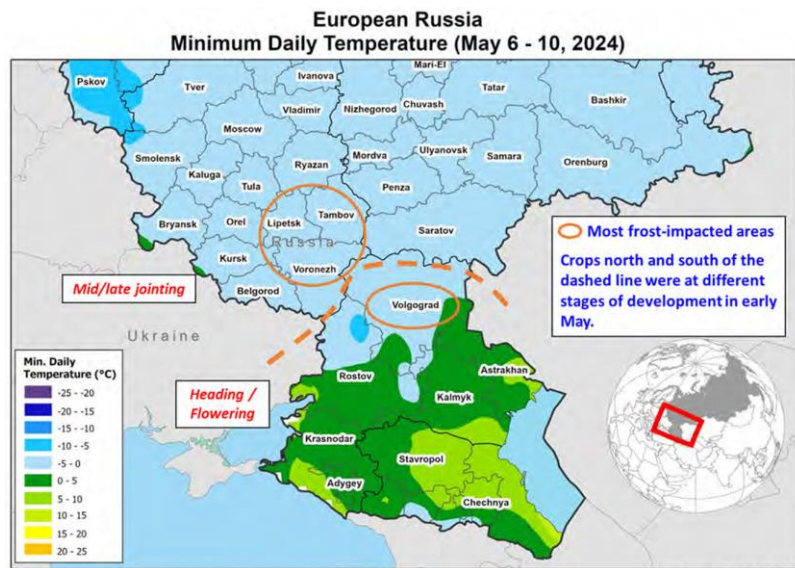 European Russia
Minimum Daily Temperature (May 6 - 10, 2024)
Pskov
Tver
Ivanova
Mari-El
Tatar
Bashkir
Vladimir
Nizhegorod
Chuvash
Moscow
Smolensk
Ryazan
Mordva
Ulyanovsk
Samara
Orenburg
Kaluga
Tula
Penza
Bryansk
Orel
Lipetsk
Tambov
Saratov
Russia
Kursk
Voronezh
Belgorod
Mid/late jointing
Most frost-impacted areas
Crops north and south of the
dashed line were at different
stages of development in early
May.
Volgograd
Ukraine
Min. Daily
Temperature (°C)
-25 - -20
-20 - -15
-15 - -10
-10 - -5
-5 - 0
0 - 5
5 - 10
10 - 15
15 - 20
20 - 25
Heading /
Flowering
Rostov
Astrakhan
Kalmyk
Krasnodar
Stavropol
Adygey
Chechnya